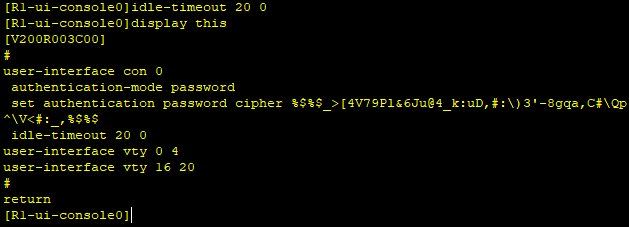 [R1-ui-console0]idle-timeout 20 0
[R1-ui-console0]display this
[V200R003C00]
#
user-interface con 0
 authentication-mode password
 set authentication password cipher %$%$_>[4V79Pl&6Ju@4_k:uD,#:\)3'-8gqa,C#\Qp
^\V<#:_,%$%$
 idle-timeout 20 0
user-interface vty 0 4
user-interface vty 16 20
#
return
[R1-ui-console0]